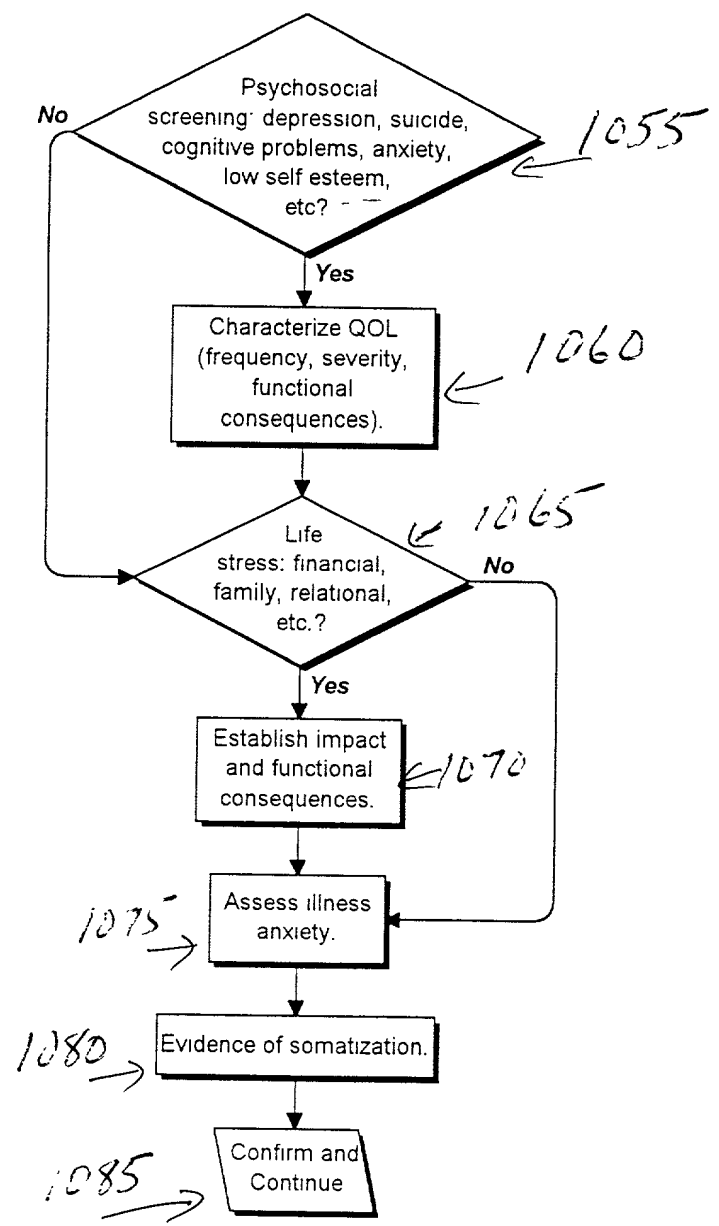 Psychosocial
No
screening: depression, suicide,
cognitive problems, anxiety,
low self esteem,
etc?
1055
Yes
Characterize QOL
(frequency, severity,
functional
consequences).
1060
1065
Life
stress: financial,
family, relational,
etc.?
No
Yes
Establish impact
and functional
consequences.
1070
Assess illness
anxiety.
1075
Evidence of somatization.
1080
Confirm and
Continue
1085